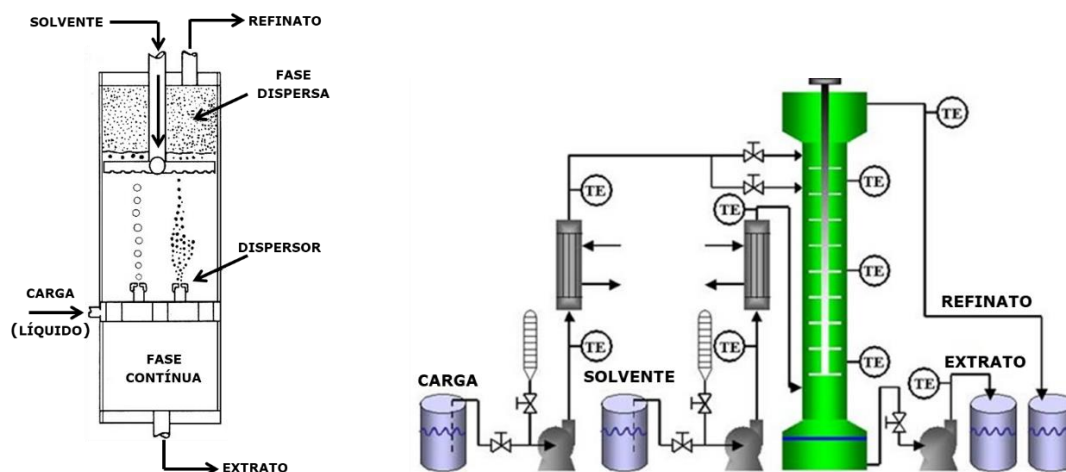 SOLVENTE
REFINATO
FASE
DISPERSA
DISPERSOR
CARGA
(LÍQUIDO)
FASE
CONTÍNUA
EXTRATO
TE
TE
TE
TE
TE
TE
TE
TE
TE
REFINATO
EXTRATO
CARGA
SOLVENTE